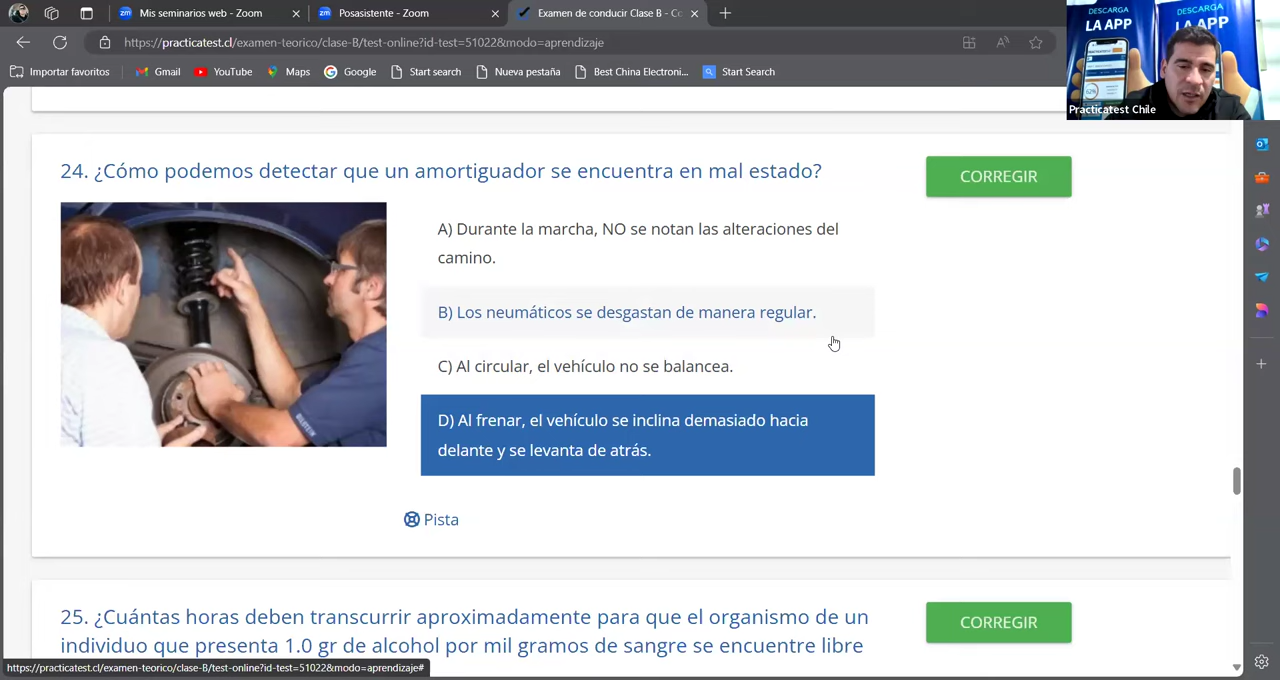 Mis seminarios web - Zoom
Posasistente - Zoom
Examen de conducir Clase B - Co
https://practicatest.cl/examen-teorico/clase-B/test-online?id-test=51022&modo=aprendizaje
Importar favoritos
Gmail
YouTube
Maps
Google
Start search
Nueva pestaña
Best China Electroni...
Start Search
DESCARGA
LA APP
DESCARGA
LA APP
Practicatest Chile
24. ¿Cómo podemos detectar que un amortiguador se encuentra en mal estado?
CORREGIR
A) Durante la marcha, NO se notan las alteraciones del
camino.
B) Los neumáticos se desgastan de manera regular.
C) Al circular, el vehículo no se balancea.
D) Al frenar, el vehículo se inclina demasiado hacia
delante y se levanta de atrás.
Pista
25. ¿Cuántas horas deben transcurrir aproximadamente para que el organismo de un
individuo que presenta 1.0 gr de alcohol por mil gramos de sangre se encuentre libre
CORREGIR
https://practicatest.cl/examen-teorico/clase-B/test-online?id-test=51022&modo=aprendizaje#